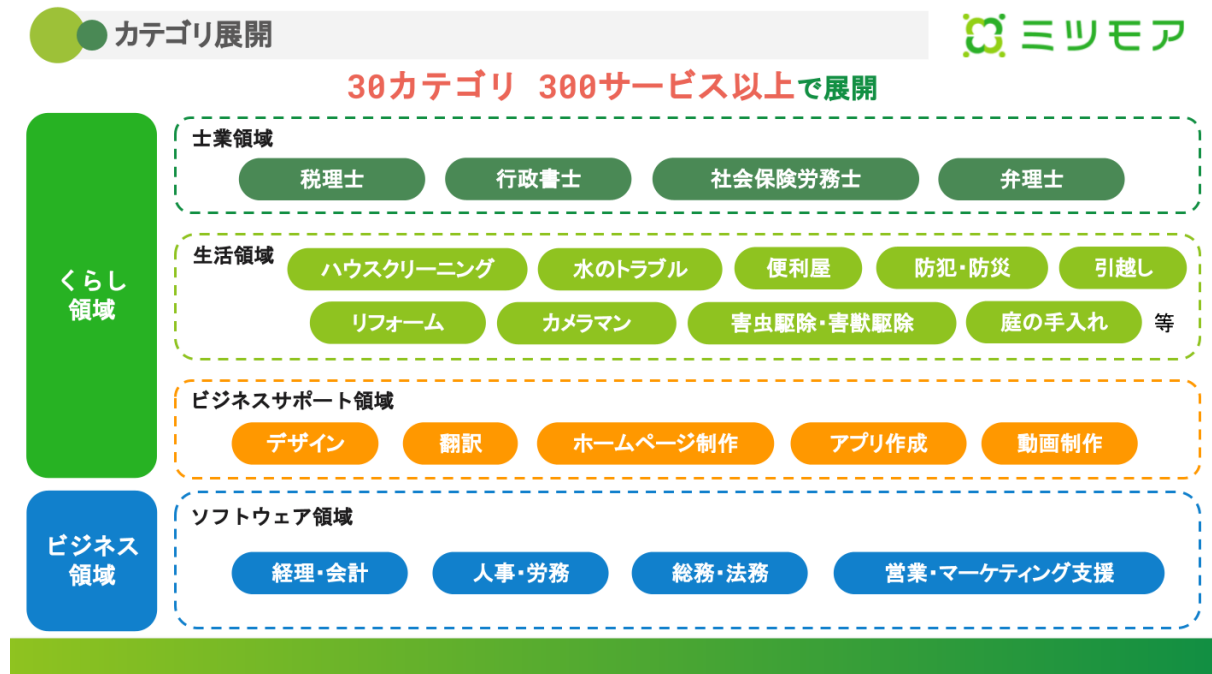 カテゴリ展開
ミツモア
30カテゴリ 300サービス以上で展開
くらし
領域
士業領域
税理士 行政書士 社会保険労務士 弁理士
生活領域
ハウスクリーニング 水のトラブル 便利屋 防犯・防災 引越し
リフォーム カメラマン 害虫駆除・害獣駆除 庭の手入れ 等
ビジネスサポート領域
デザイン 翻訳 ホームページ制作 アプリ作成 動画制作
ビジネス
領域
ソフトウェア領域
経理・会計 人事・労務 総務・法務 営業・マーケティング支援